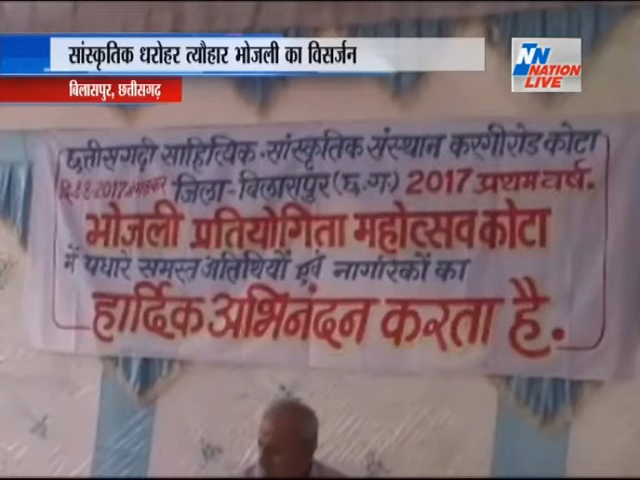 सांस्कृतिक धरोहर त्यौहार भोजली का विसर्जन
बिलासपुर, छत्तीसगढ़
NN
NATION
LIVE
छत्तीसगढ़ी साहित्यिक-सांस्कृतिक संस्थान करगीरोड कोटा
जिला-बिलासपुर (छ.ग.) 2017 प्रथम वर्ष.
भोजली प्रतियोगिता महोत्सव कोटा
में पधारे समस्त अतिथियों एवं नागरिकों का
हार्दिक अभिनंदन करता है.